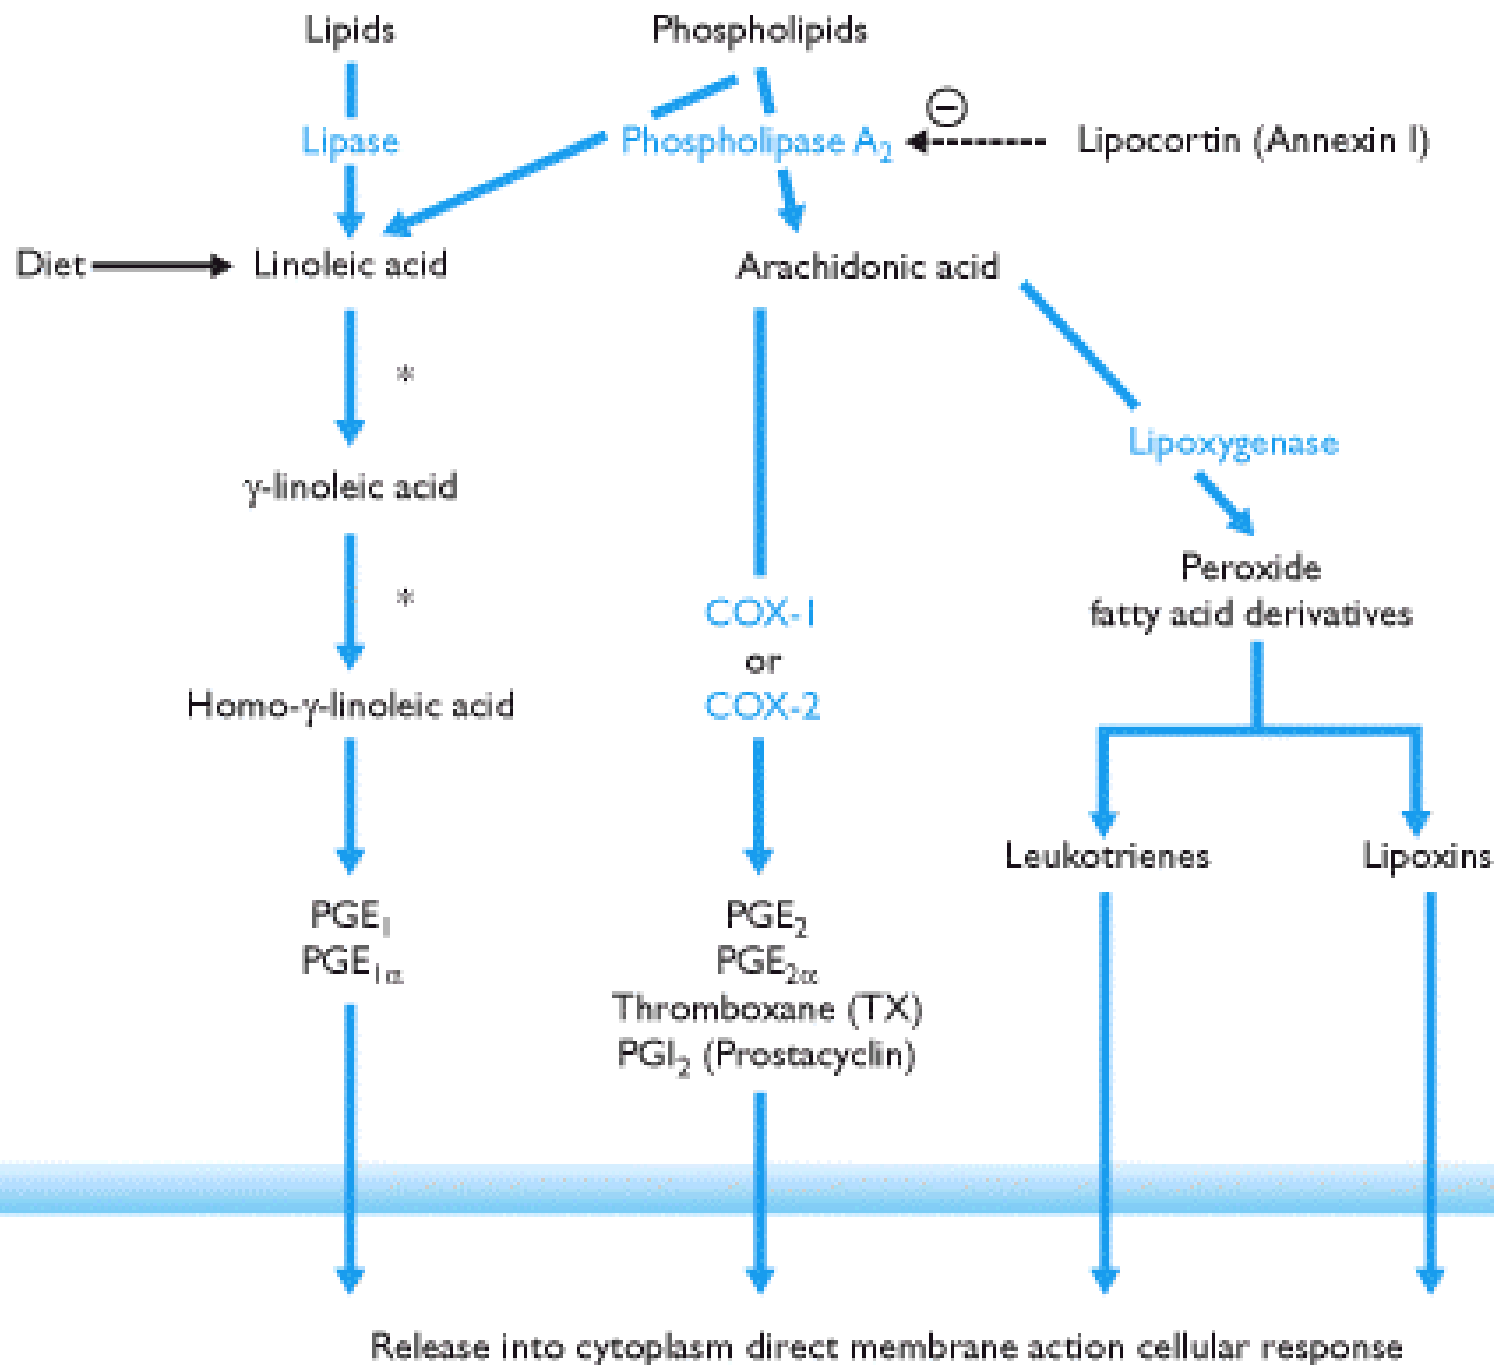 Lipids
Phospholipids
⊖
Lipase
Phospholipase A₂
Lipocortin (Annexin I)
Diet
Linoleic acid
Arachidonic acid
*
Lipoxygenase
γ-linoleic acid
Peroxide
fatty acid derivatives
*
COX-1
or
COX-2
Homo-γ-linoleic acid
Leukotrienes
Lipoxins
PGE₁
PGE₁α
PGE₂
PGE₂α
Thromboxane (TX)
PGI₂ (Prostacyclin)
Release into cytoplasm direct membrane action cellular response